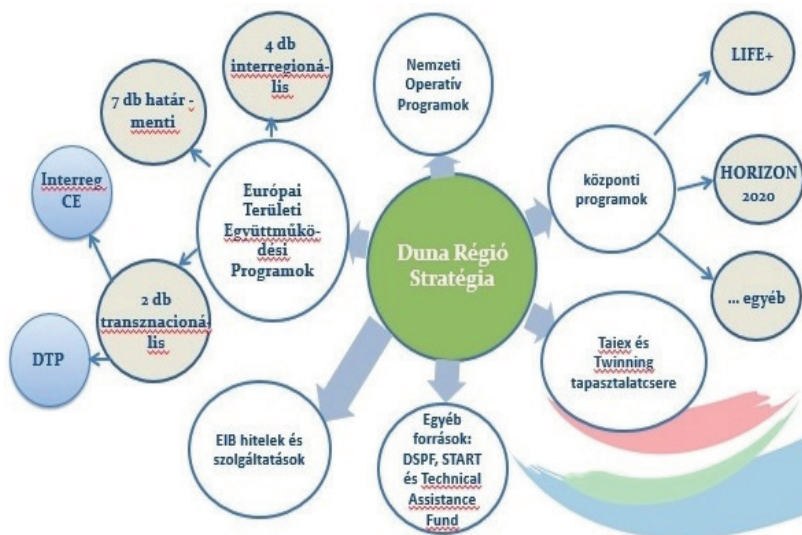 4 db
interregioná-
lis
7 db határ -
menti
Interreg
CE
Európai
Területi
Együttműkö-
dési
Programok
2 db
transznacioná-
lis
DTP
Nemzeti
Operatív
Programok
Duna Régió
Stratégia
központi
programok
LIFE+
HORIZON
2020
... egyéb
Taiex és
Twinning
tapasztalatcsere
EIB hitelek és
szolgáltatások
Egyéb
források:
DSPF, START
és Technical
Assistance
Fund